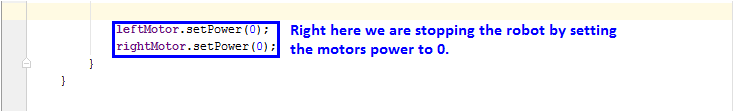 leftMotor.setPower(0); Right here we are stopping the robot by setting
rightMotor.setPower(0); the motors power to 0.
}
}